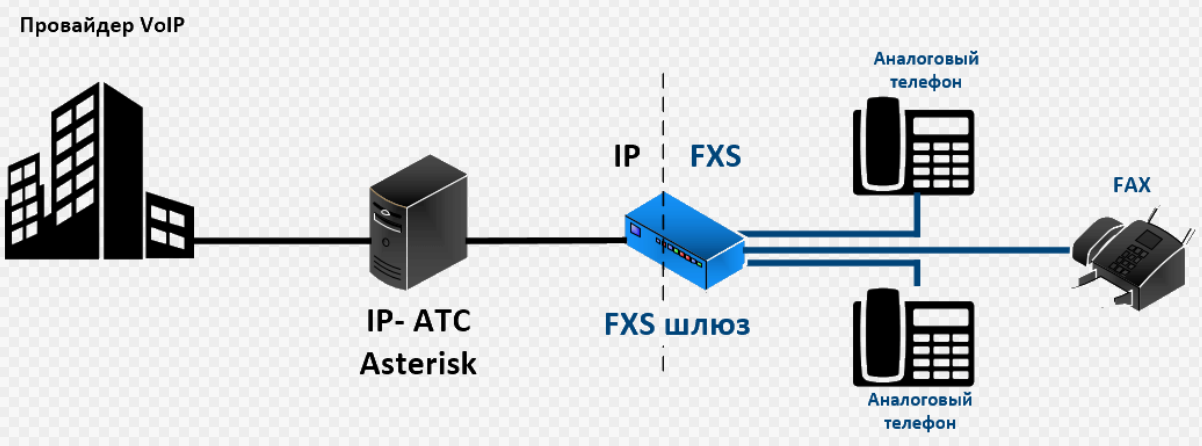 Провайдер VoIP
Аналоговый
телефон
IP
FXS
FAX
IP- АТС
Asterisk
FXS шлюз
Аналоговый
телефон